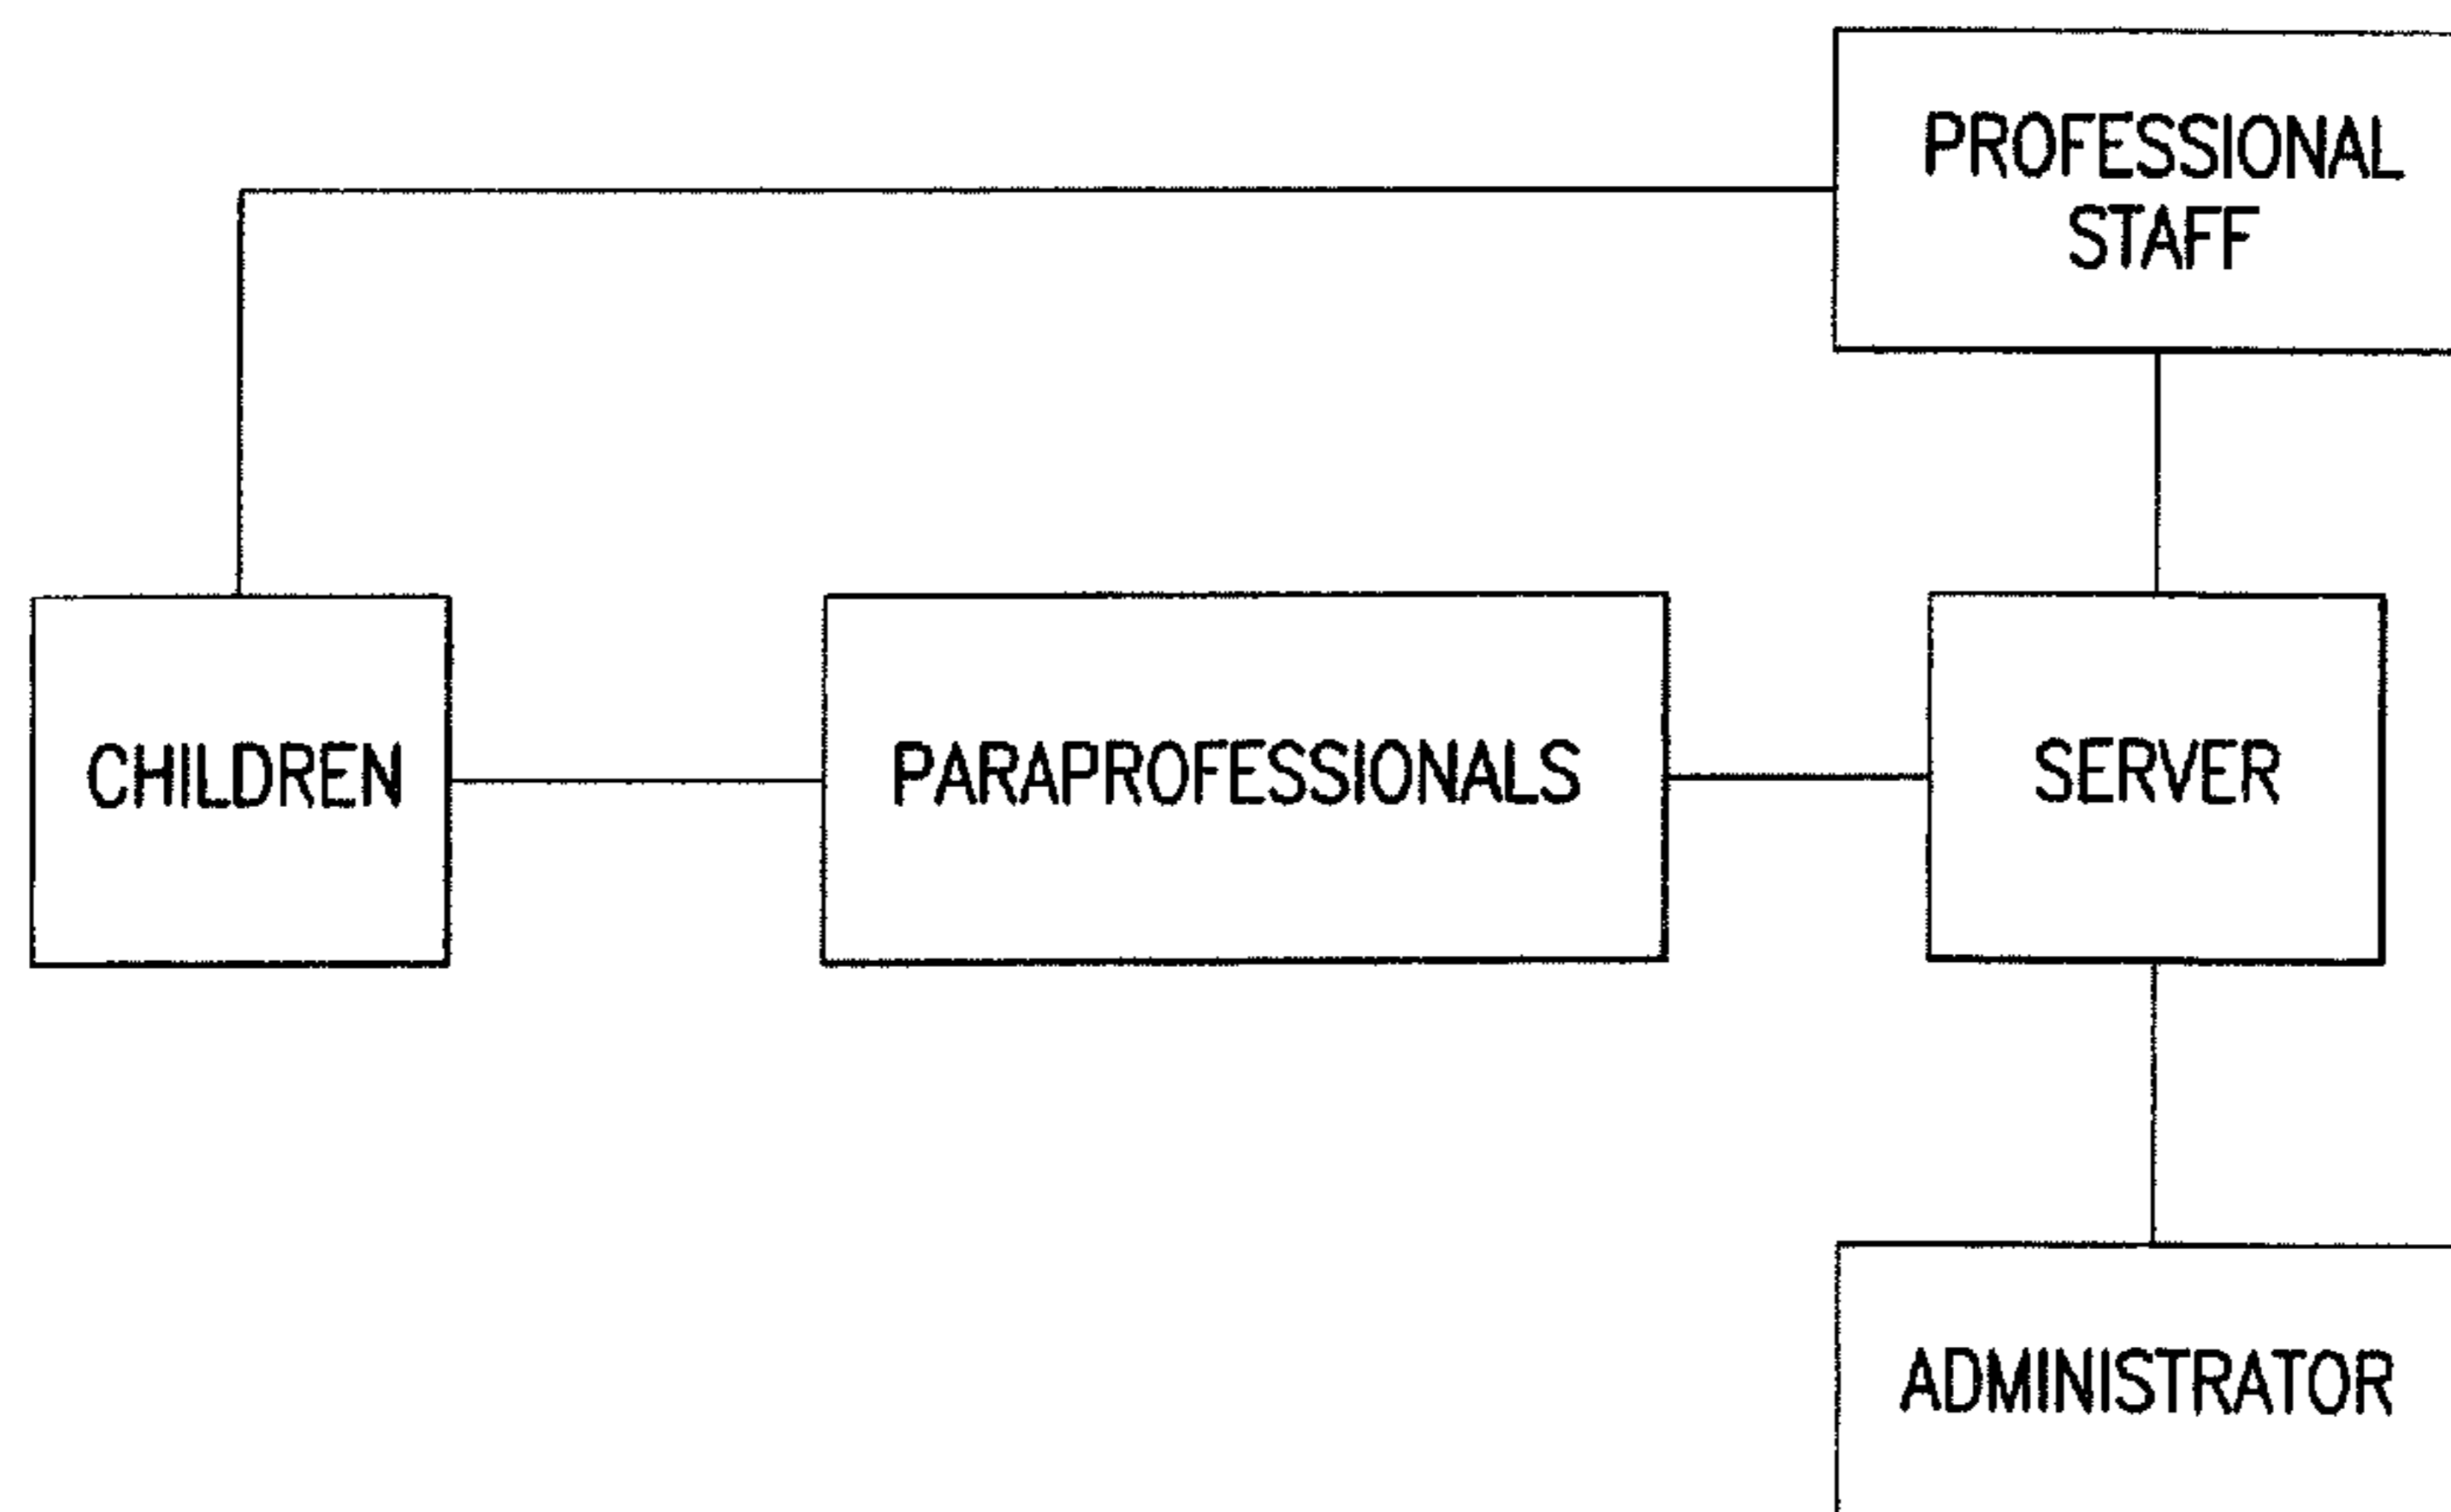 PROFESSIONAL
STAFF
CHILDREN
PARAPROFESSIONALS
SERVER
ADMINISTRATOR